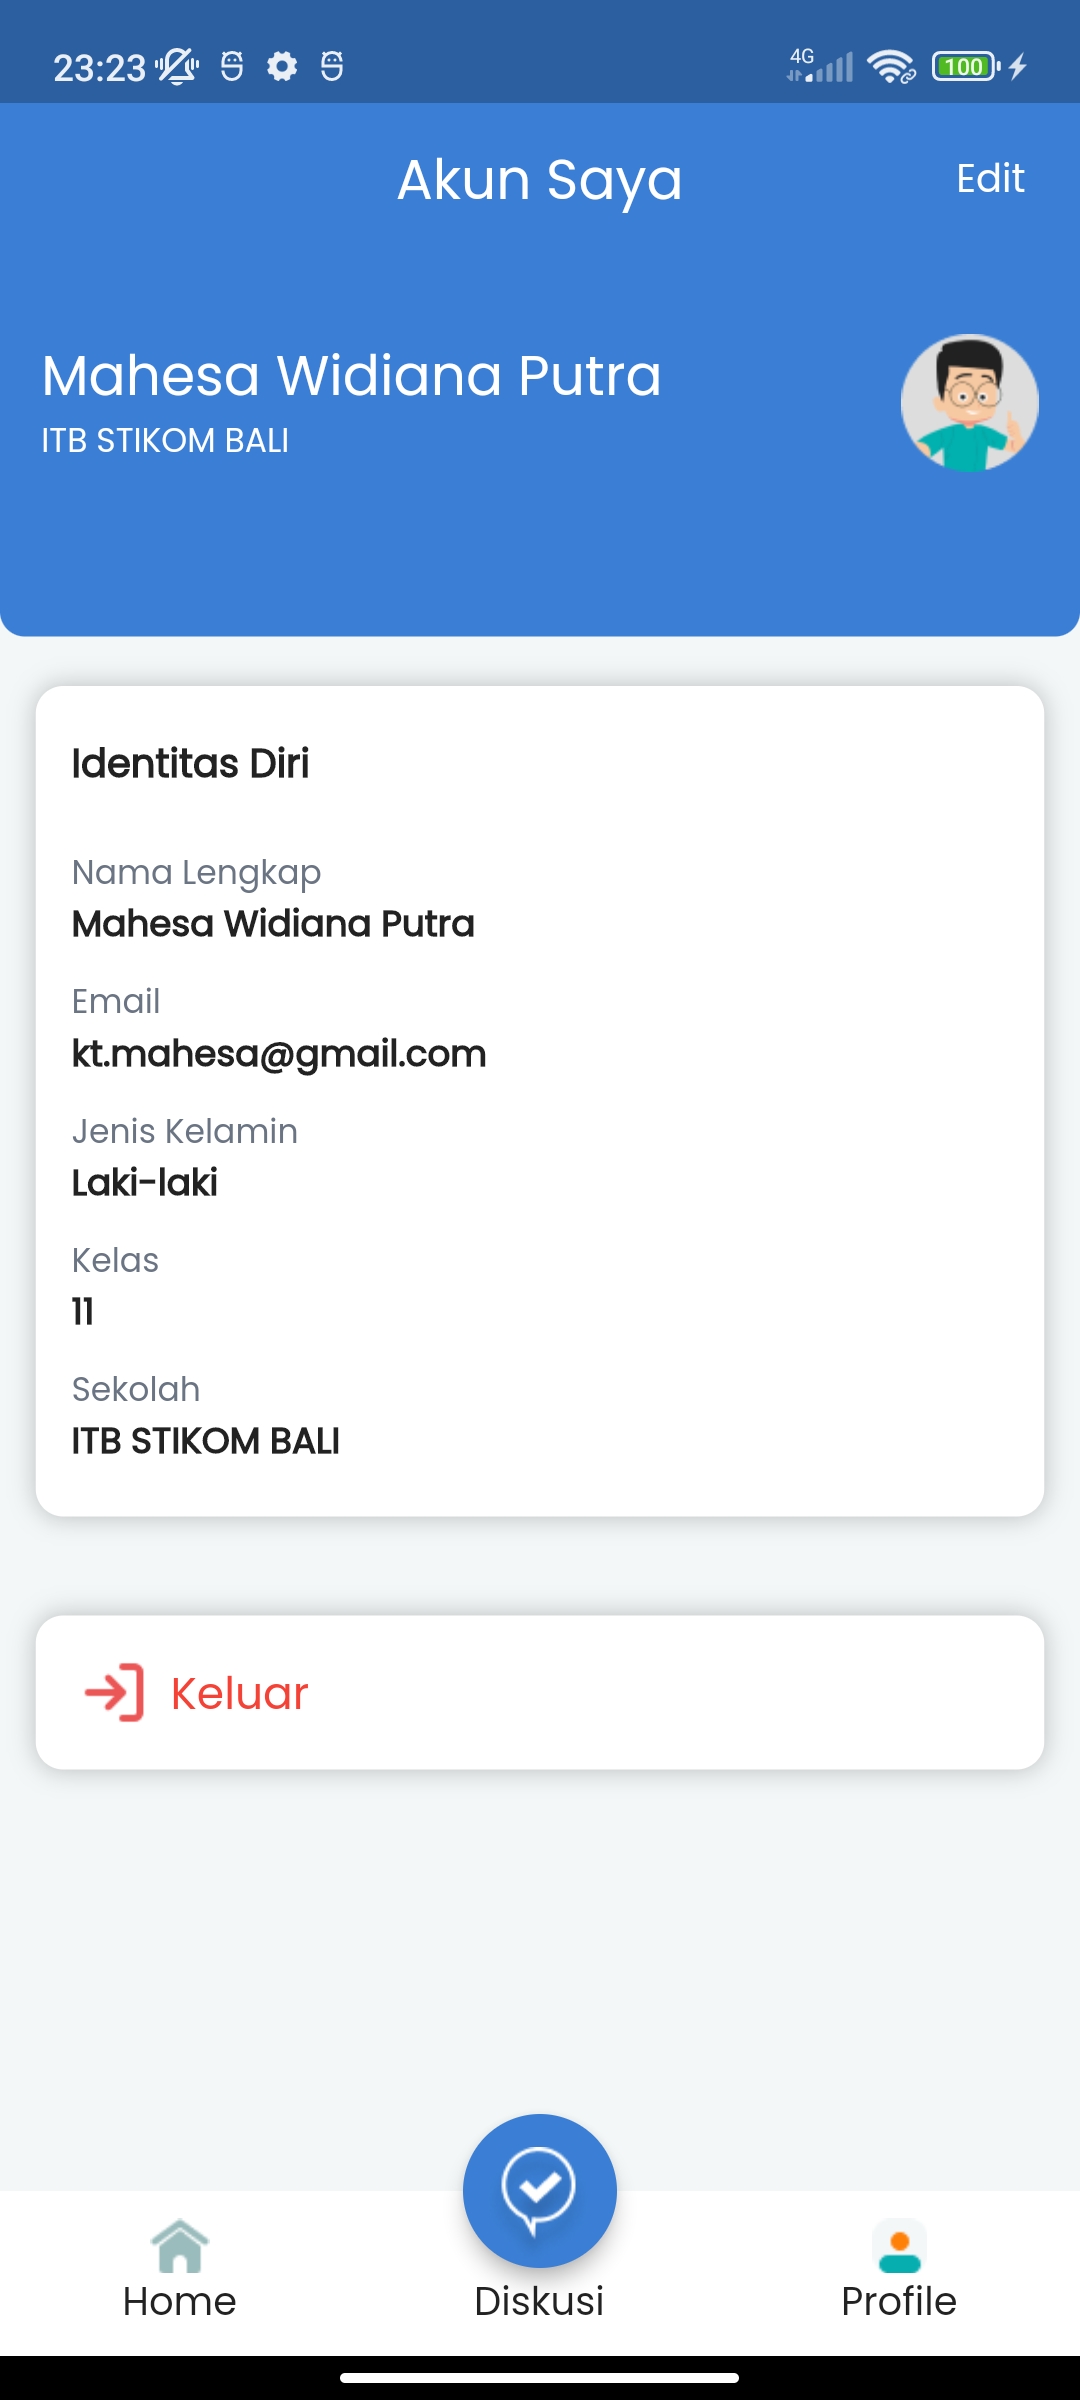 23:23
4G
100
Akun Saya
Edit
Mahesa Widiana Putra
ITB STIKOM BALI
Identitas Diri
Nama Lengkap
Mahesa Widiana Putra
Email
kt.mahesa@gmail.com
Jenis Kelamin
Laki-laki
Kelas
11
Sekolah
ITB STIKOM BALI
Keluar
Home
Diskusi
Profile